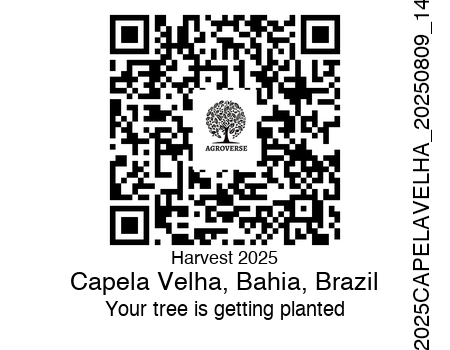 AGROVERSE
Harvest 2025
Capela Velha, Bahia, Brazil
Your tree is getting planted
2025CAPELAVELHA_20250809_14